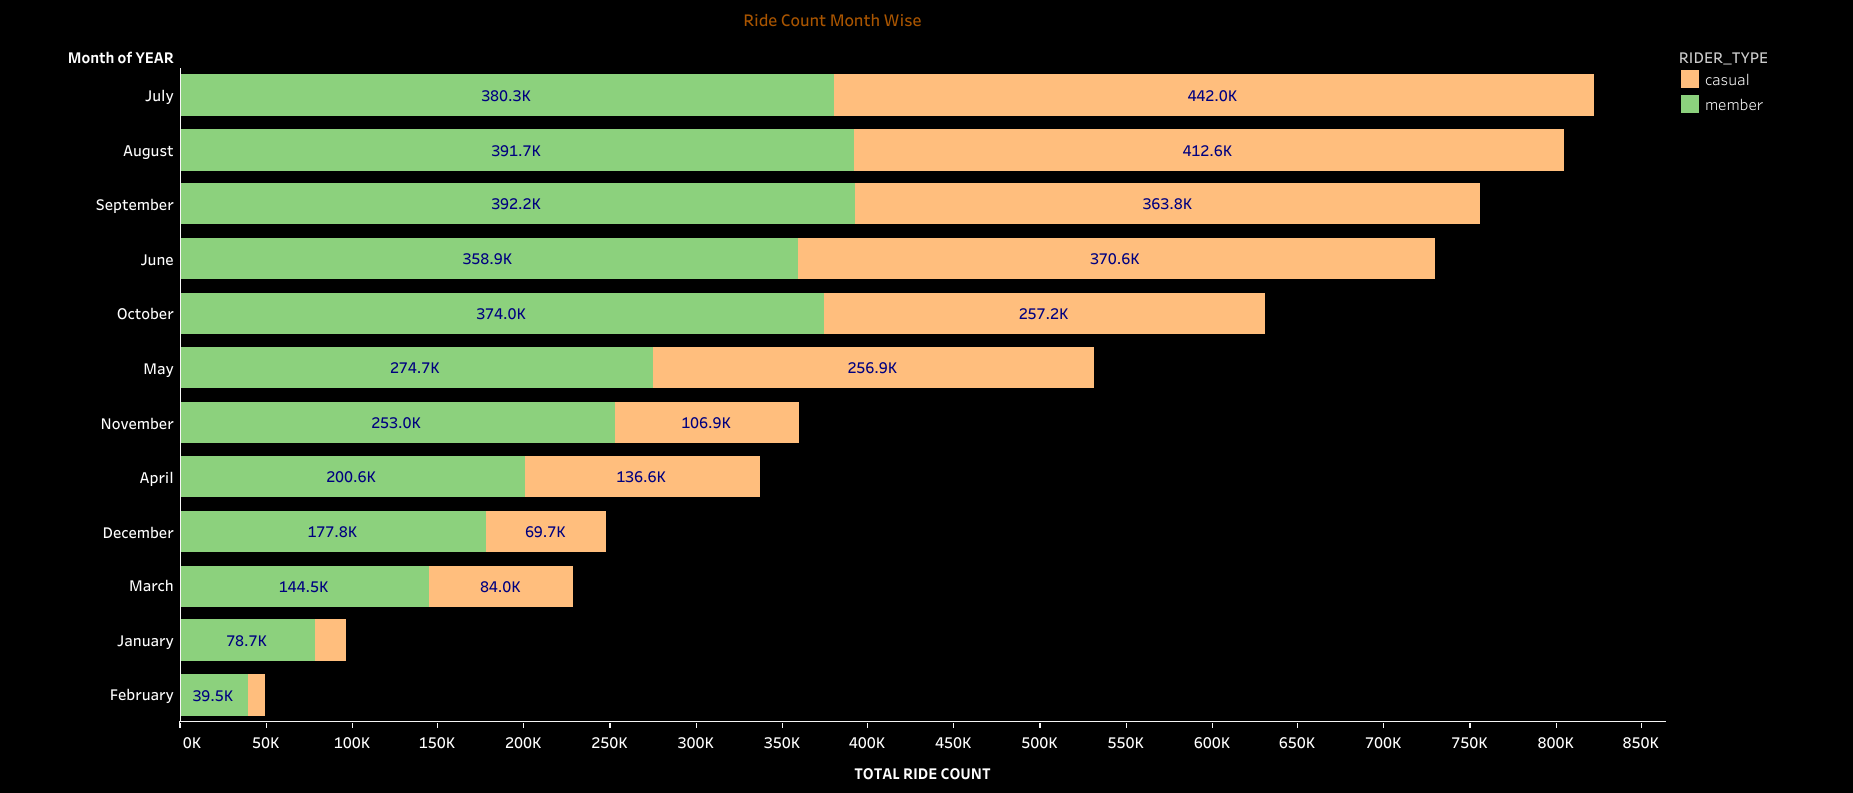 Ride Count Month Wise
Month of YEAR
RIDER_TYPE
casual
member
July 380.3K 442.0K
August 391.7K 412.6K
September 392.2K 363.8K
June 358.9K 370.6K
October 374.0K 257.2K
May 274.7K 256.9K
November 253.0K 106.9K
April 200.6K 136.6K
December 177.8K 69.7K
March 144.5K 84.0K
January 78.7K
February 39.5K
0K 50K 100K 150K 200K 250K 300K 350K 400K 450K 500K 550K 600K 650K 700K 750K 800K 850K
TOTAL RIDE COUNT